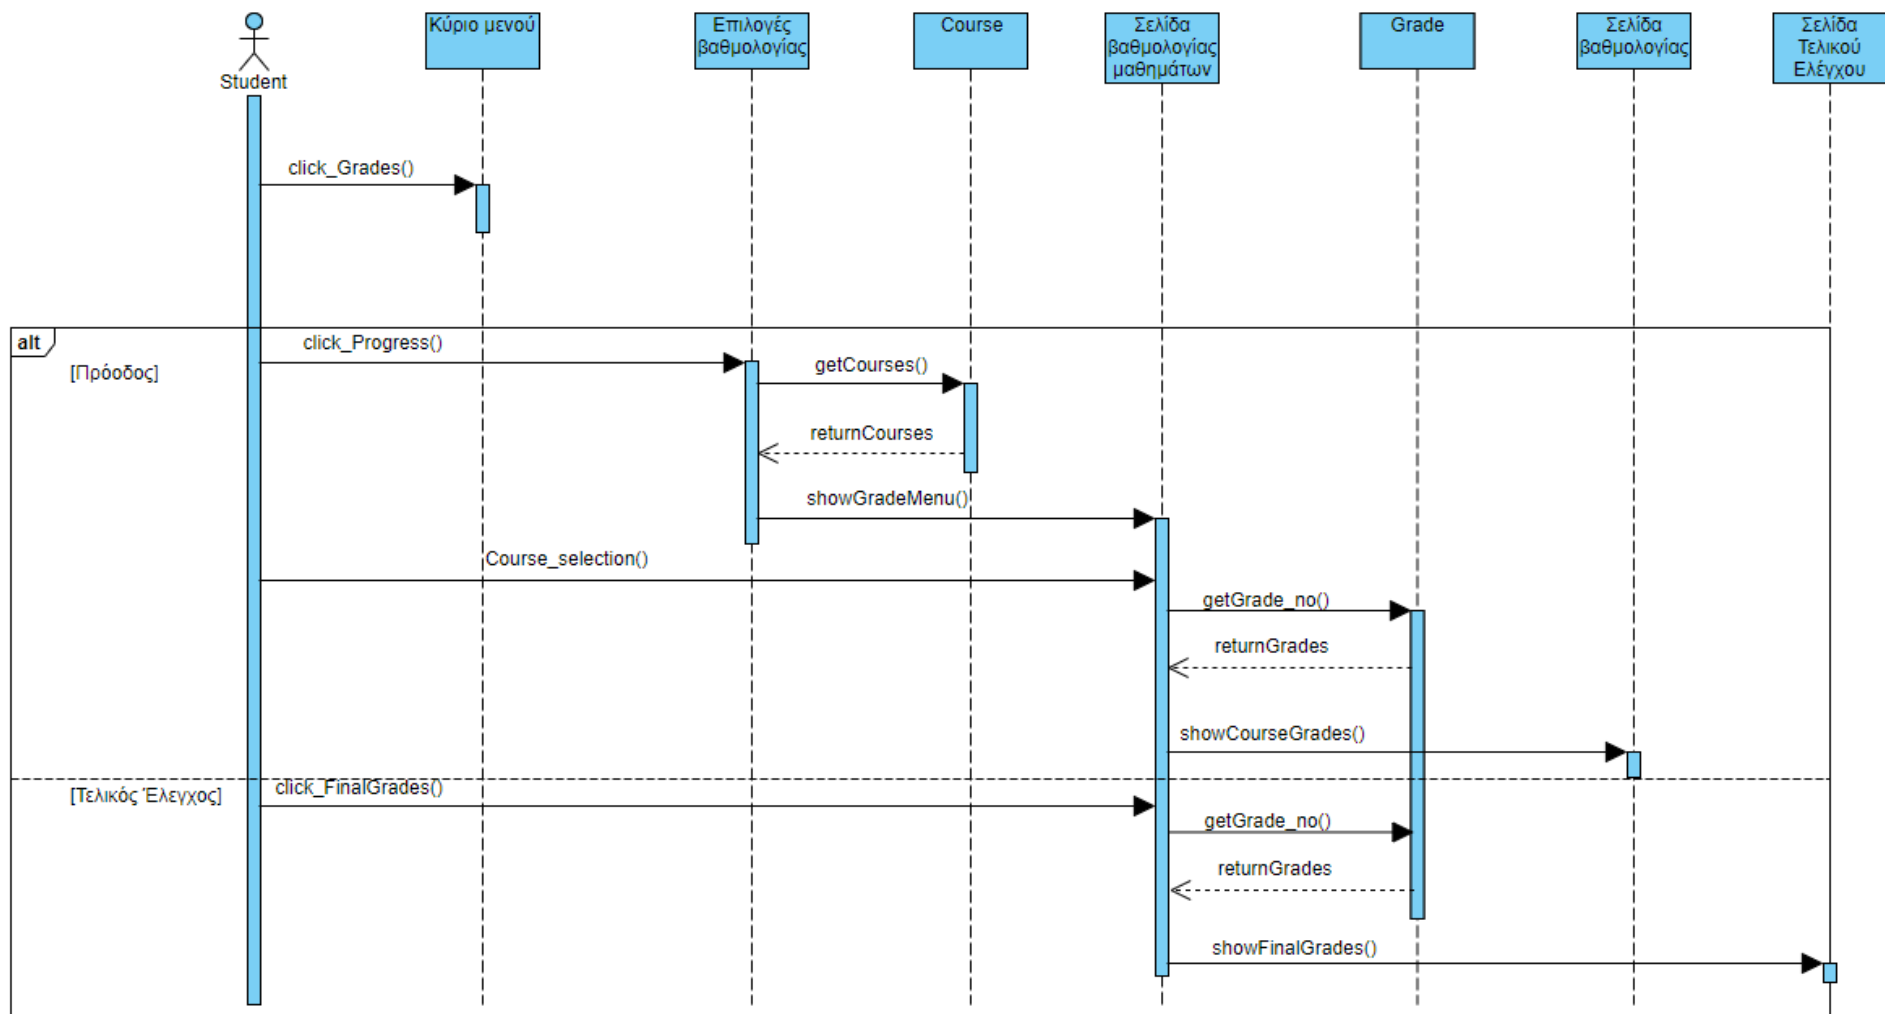 Student
Κύριο μενού
Επιλογές
βαθμολογίας
Course
Σελίδα
βαθμολογίας
μαθημάτων
Grade
Σελίδα
βαθμολογίας
Σελίδα
Τελικού
Ελέγχου
click_Grades()
alt
[Πρόοδος]
click_Progress()
getCourses()
returnCourses
showGradeMenu()
Course_selection()
getGrade_no()
returnGrades
showCourseGrades()
[Τελικός Έλεγχος]
click_FinalGrades()
getGrade_no()
returnGrades
showFinalGrades()